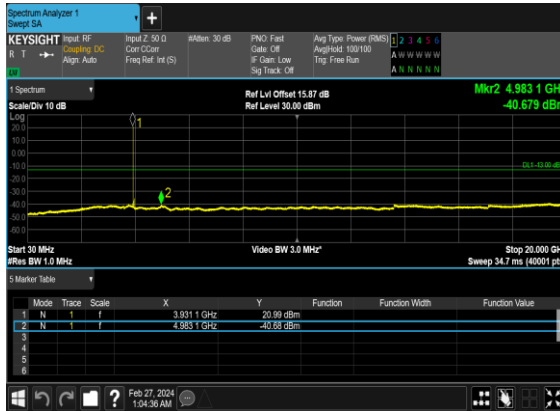 Spectrum Analyzer 1
Swept SA
KEYSIGHT
R T
Input: RF
Coupling: DC
Align: Auto
Input Z: 50 Ω
Corr CCorr
Freq Ref: Int (S)
#Atten: 30 dB
PNO: Fast
Gate: Off
IF Gain: Low
Sig Track: Off
Avg Type: Power (RMS)
Avg|Hold: 100/100
Trig: Free Run
1 2 3 4 5 6
A W W W W W
A N N N N N
1 Spectrum
Scale/Div 10 dB
Ref Lvl Offset 15.87 dB
Ref Level 30.00 dBm
Mkr2 4.983 1 GH
-40.679 dBr
Log
20.0
10.0
0.00
-10.0
-20.0
-30.0
-40.0
-50.0
-60.0
1
2
DL1 -13.00 dB
Start 30 MHz
#Res BW 1.0 MHz
Video BW 3.0 MHz*
Stop 20.000 GH
Sweep 34.7 ms (40001 pt
5 Marker Table
Mode Trace Scale X Y Function Function Width Function Value
1 N 1 f 3.931 1 GHz 20.99 dBm
2 N 1 f 4.983 1 GHz -40.68 dBm
3
4
5
6
?
Feb 27, 2024
1:04:36 AM